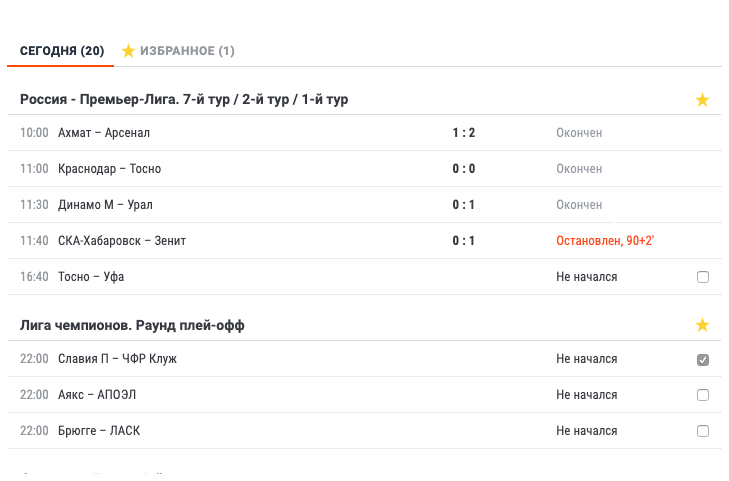 СЕГОДНЯ (20) ИЗБРАННОЕ (1)
Россия - Премьер-Лига. 7-й тур / 2-й тур / 1-й тур
10:00 Ахмат – Арсенал 1 : 2 Окончен
11:00 Краснодар – Тосно 0 : 0 Окончен
11:30 Динамо М – Урал 0 : 1 Окончен
11:40 СКА-Хабаровск – Зенит 0 : 1 Остановлен, 90+2'
16:40 Тосно – Уфа Не начался
Лига чемпионов. Раунд плей-офф
22:00 Славия П – ЧФР Клуж Не начался
22:00 Аякс – АПОЭЛ Не начался
22:00 Брюгге – ЛАСК Не начался